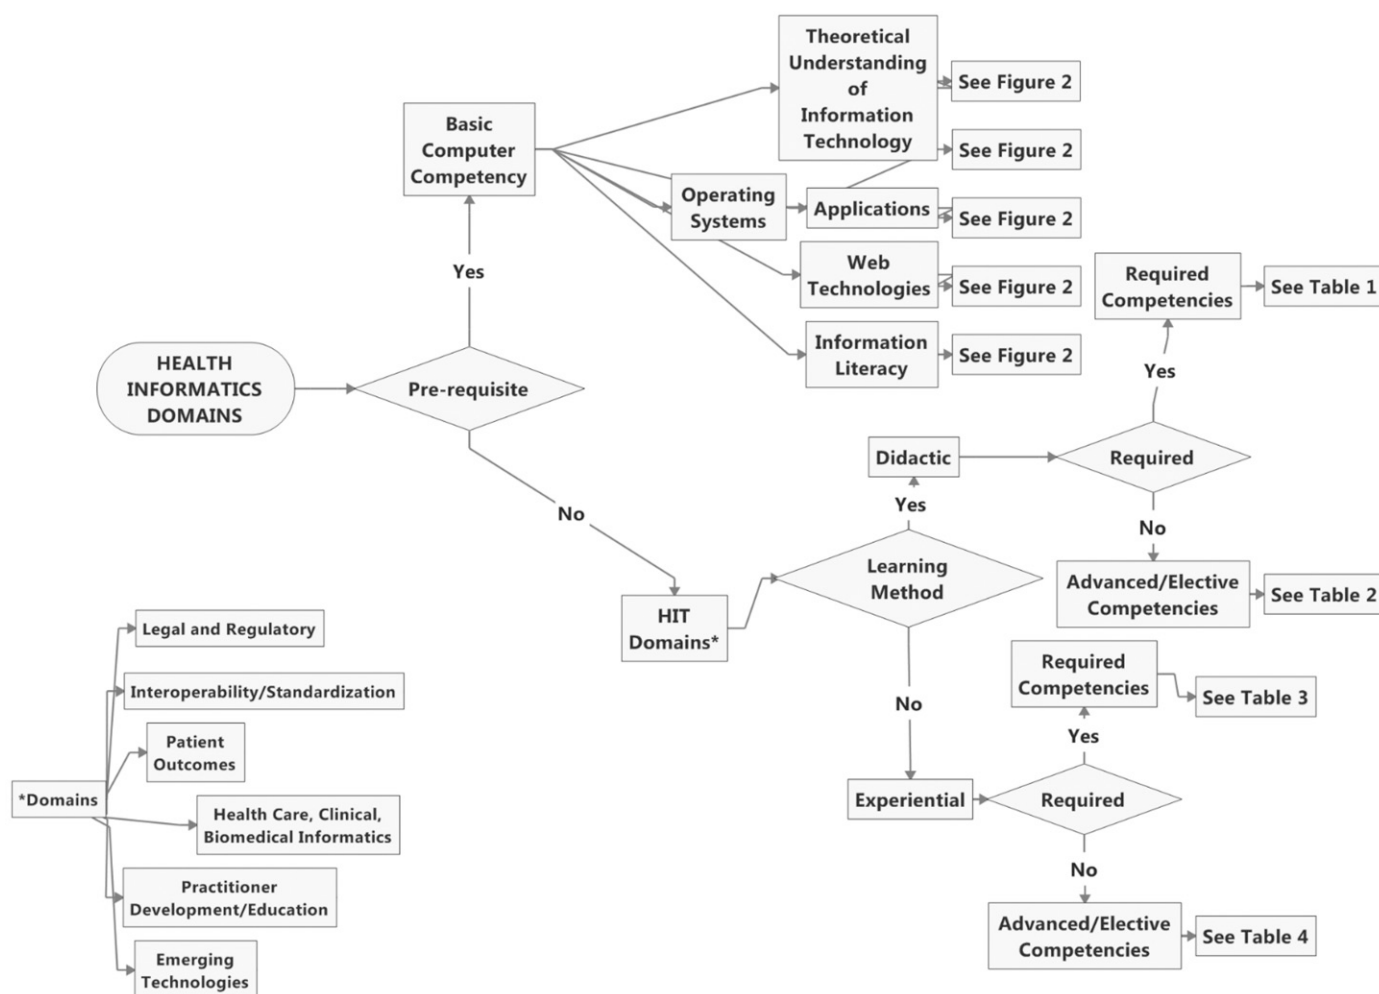 Theoretical
Understanding
of
Information
Technology
See Figure 2
Basic
Computer
Competency
See Figure 2
Operating
Systems
Applications
See Figure 2
Web
Technologies
See Figure 2
Information
Literacy
See Figure 2
Yes
HEALTH
INFORMATICS
DOMAINS
Pre-requisite
No
Required
Competencies
See Table 1
Yes
Didactic
Required
Yes
No
Learning
Method
Advanced/Elective
Competencies
See Table 2
HIT
Domains*
No
Required
Competencies
See Table 3
Yes
Experiential
Required
No
Advanced/Elective
Competencies
See Table 4
*Domains
Legal and Regulatory
Interoperability/Standardization
Patient
Outcomes
Health Care, Clinical,
Biomedical Informatics
Practitioner
Development/Education
Emerging
Technologies